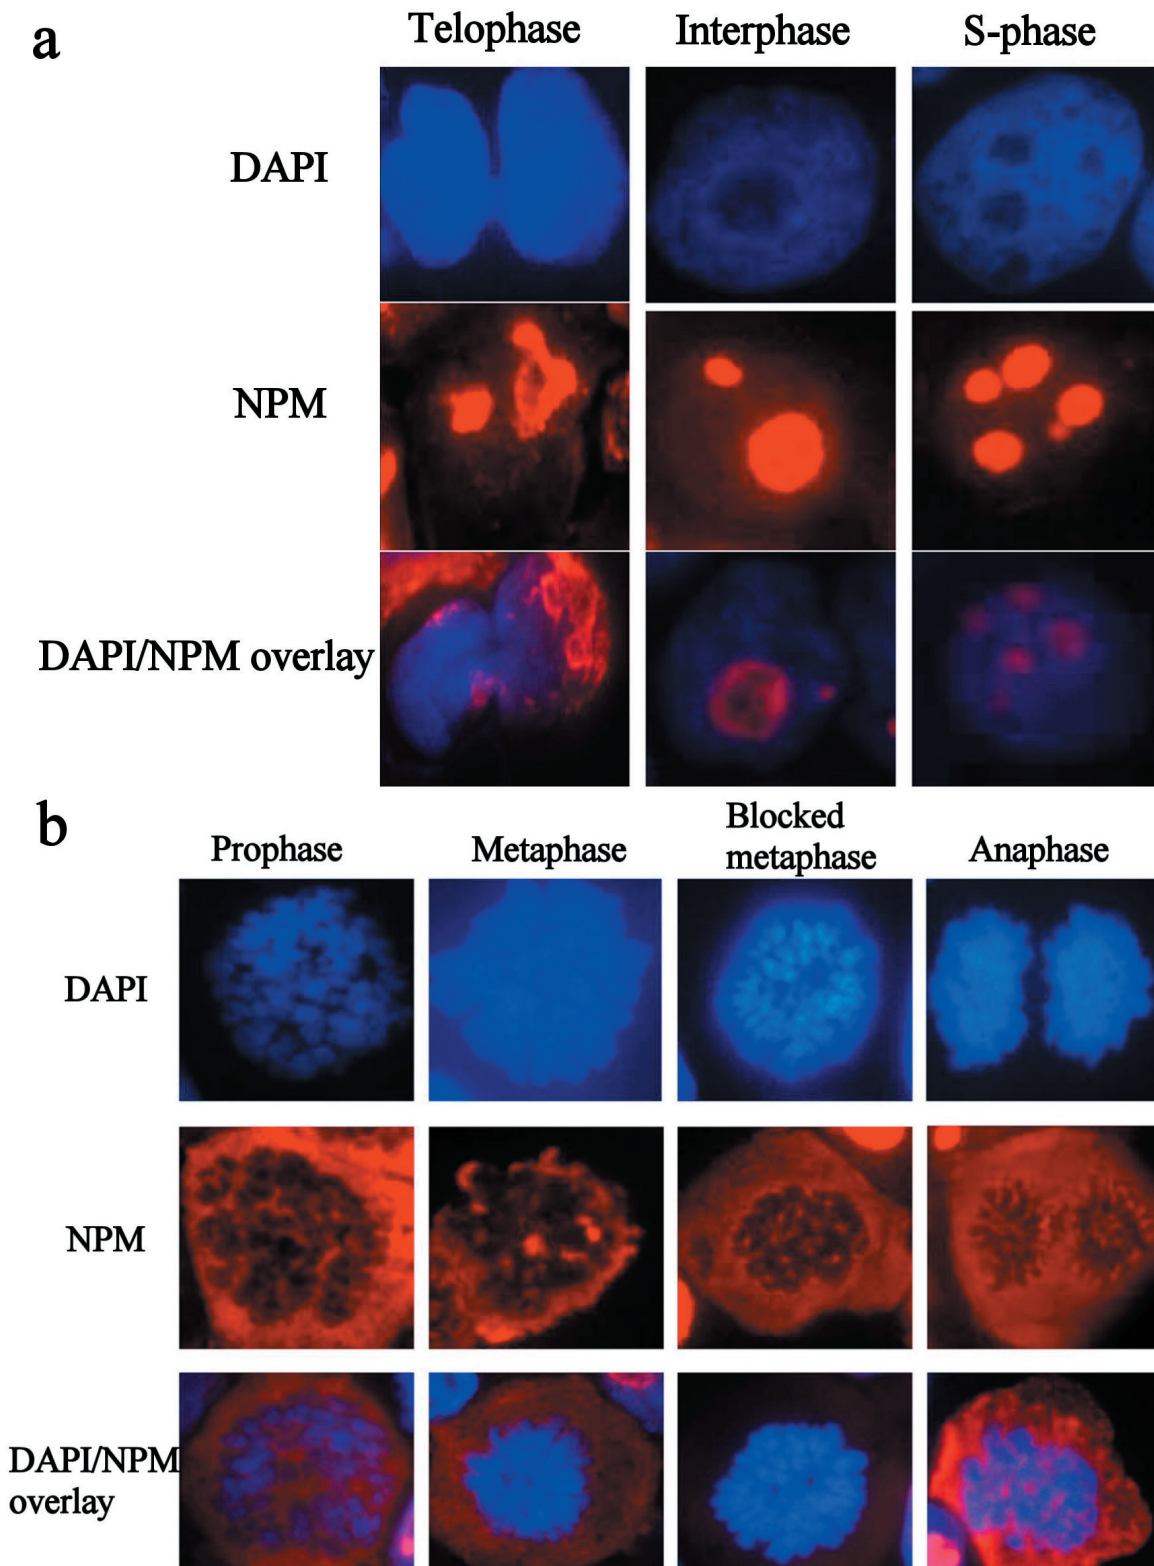 a
Telophase Interphase S-phase
DAPI
NPM
DAPI/NPM overlay
b
Prophase Metaphase Blocked metaphase Anaphase
DAPI
NPM
DAPI/NPM
overlay